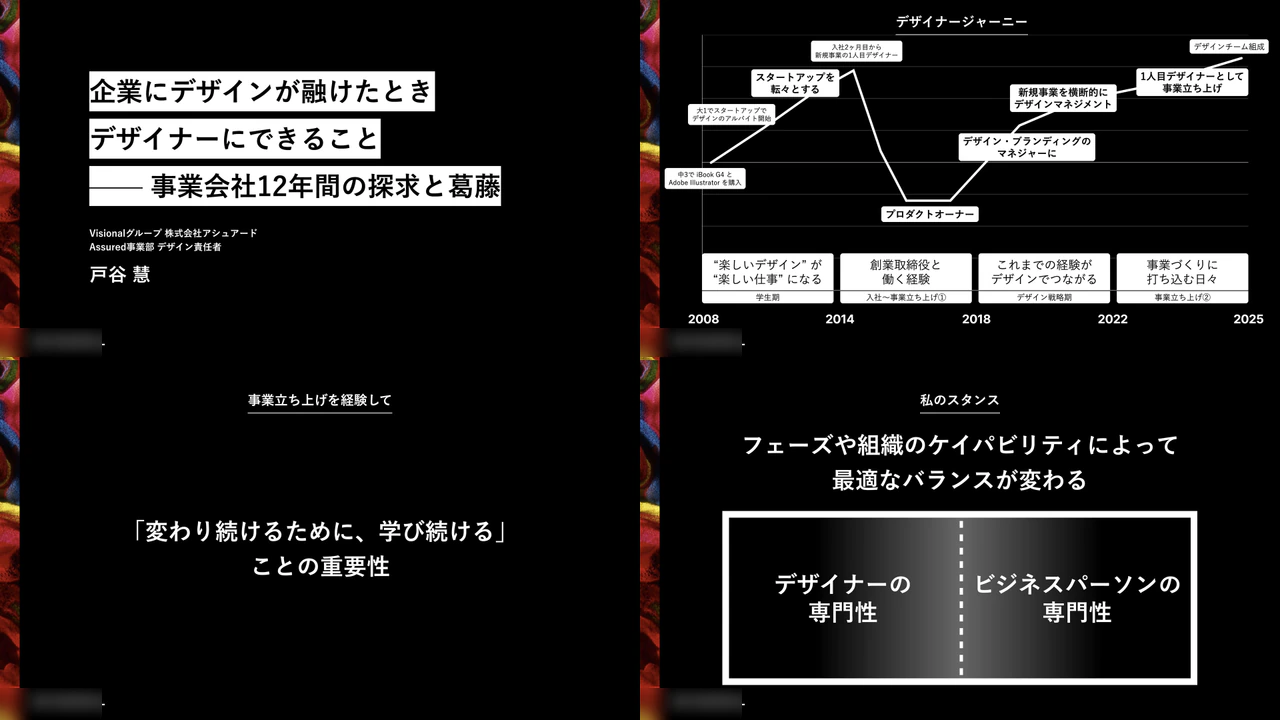 企業にデザインが融けたとき
デザイナーにできること
―― 事業会社12年間の探求と葛藤
Visionalグループ 株式会社アシュアード
Assured事業部 デザイン責任者
戸谷 慧
デザイナージャーニー
中3で iBook G4 と
Adobe Illustrator を購入
大1でスタートアップで
デザインのアルバイト開始
スタートアップを
転々とする
入社2ヶ月目から
新規事業の1人目デザイナー
プロダクトオーナー
デザイン・ブランディングの
マネジャーに
新規事業を横断的に
デザインマネジメント
1人目デザイナーとして
事業立ち上げ
デザインチーム組成
“楽しいデザイン” が
“楽しい仕事” になる
学生期
創業取締役と
働く経験
入社〜事業立ち上げ①
これまでの経験が
デザインでつながる
デザイン戦略期
事業づくりに
打ち込む日々
事業立ち上げ②
2008
2014
2018
2022
2025
事業立ち上げを経験して
「変わり続けるために、学び続ける」
ことの重要性
私のスタンス
フェーズや組織のケイパビリティによって
最適なバランスが変わる
デザイナーの
専門性
ビジネスパーソンの
専門性